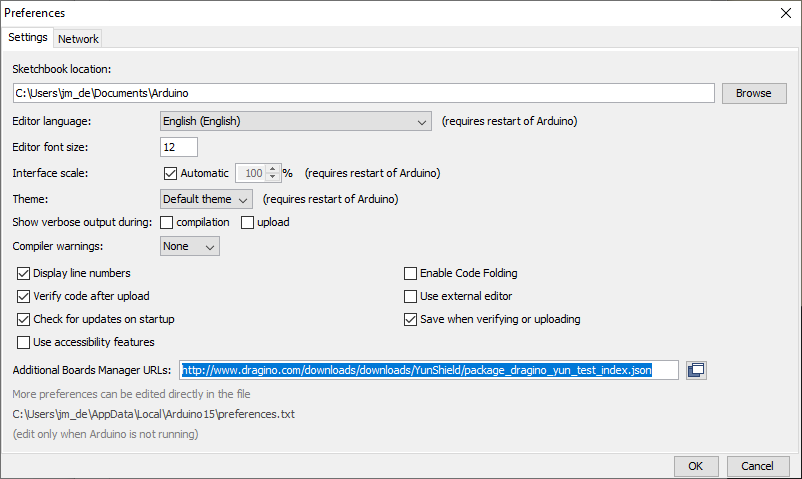 Preferences
Settings Network
Sketchbook location:
C:\Users\jm_de\Documents\Arduino Browse
Editor language: English (English) (requires restart of Arduino)
Editor font size: 12
Interface scale: Automatic 100 % (requires restart of Arduino)
Theme: Default theme (requires restart of Arduino)
Show verbose output during: compilation upload
Compiler warnings: None
Display line numbers Enable Code Folding
Verify code after upload Use external editor
Check for updates on startup Save when verifying or uploading
Use accessibility features
Additional Boards Manager URLs: http://www.dragino.com/downloads/downloads/YunShield/package_dragino_yun_test_index.json
More preferences can be edited directly in the file
C:\Users\jm_de\AppData\Local\Arduino15\preferences.txt
(edit only when Arduino is not running)
OK Cancel